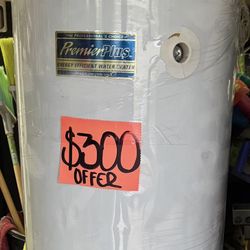 THE PROFESSIONAL'S CHOICE
PremierPlus
ENERGY EFFICIENT WATER HEATER
$300
OFFER